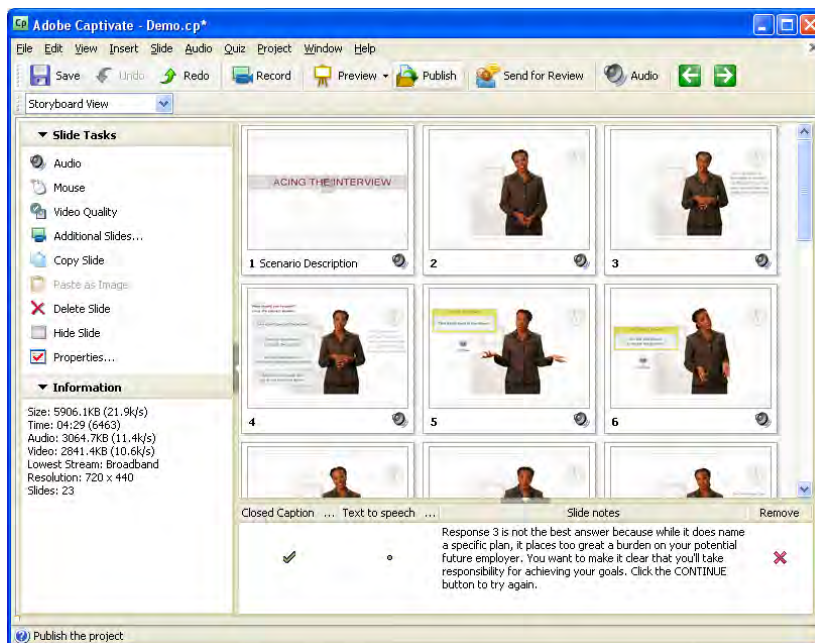 Adobe Captivate - Demo.cp*
File Edit View Insert Slide Audio Quiz Project Window Help
Save Undo Redo Record Preview Publish Send for Review Audio
Storyboard View
Slide Tasks
Audio
Mouse
Video Quality
Additional Slides...
Copy Slide
Paste as Image
Delete Slide
Hide Slide
Properties...
Information
Size: 5906.1KB (21.9k/s)
Time: 04:29 (6463)
Audio: 3064.7KB (11.4k/s)
Video: 2841.4KB (10.6k/s)
Lowest Stream: Broadband
Resolution: 720 x 440
Slides: 23
ACING THE INTERVIEW
1 Scenario Description
2
3
4
5
6
Closed Caption ... Text to speech ... Slide notes Remove
Response 3 is not the best answer because while it does name
a specific plan, it places too great a burden on your potential
future employer. You want to make it clear that you'll take
responsibility for achieving your goals. Click the CONTINUE
button to try again.
Publish the project